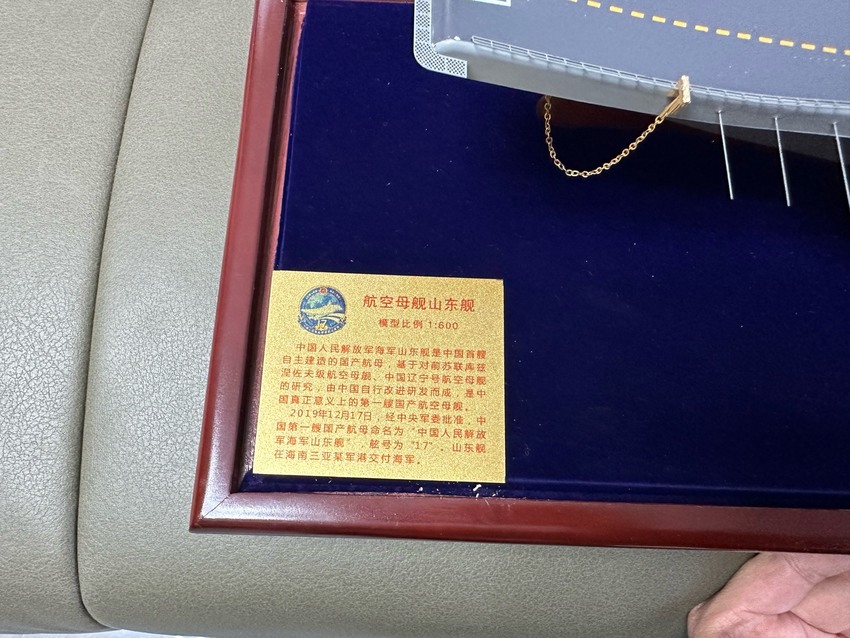 17
航空母舰山东舰
模型比例 1:600
中国人民解放军海军山东舰是中国首艘
自主建造的国产航母，基于对前苏联库兹
涅佐夫级航空母舰、中国辽宁号航空母舰
的研究，由中国自行改进研发而成，是中
国真正意义上的第一艘国产航空母舰。
2019年12月17日，经中央军委批准，中
国第一艘国产航母命名为“中国人民解放
军海军山东舰”，舷号为“17”。山东舰
在海南三亚某军港交付海军。